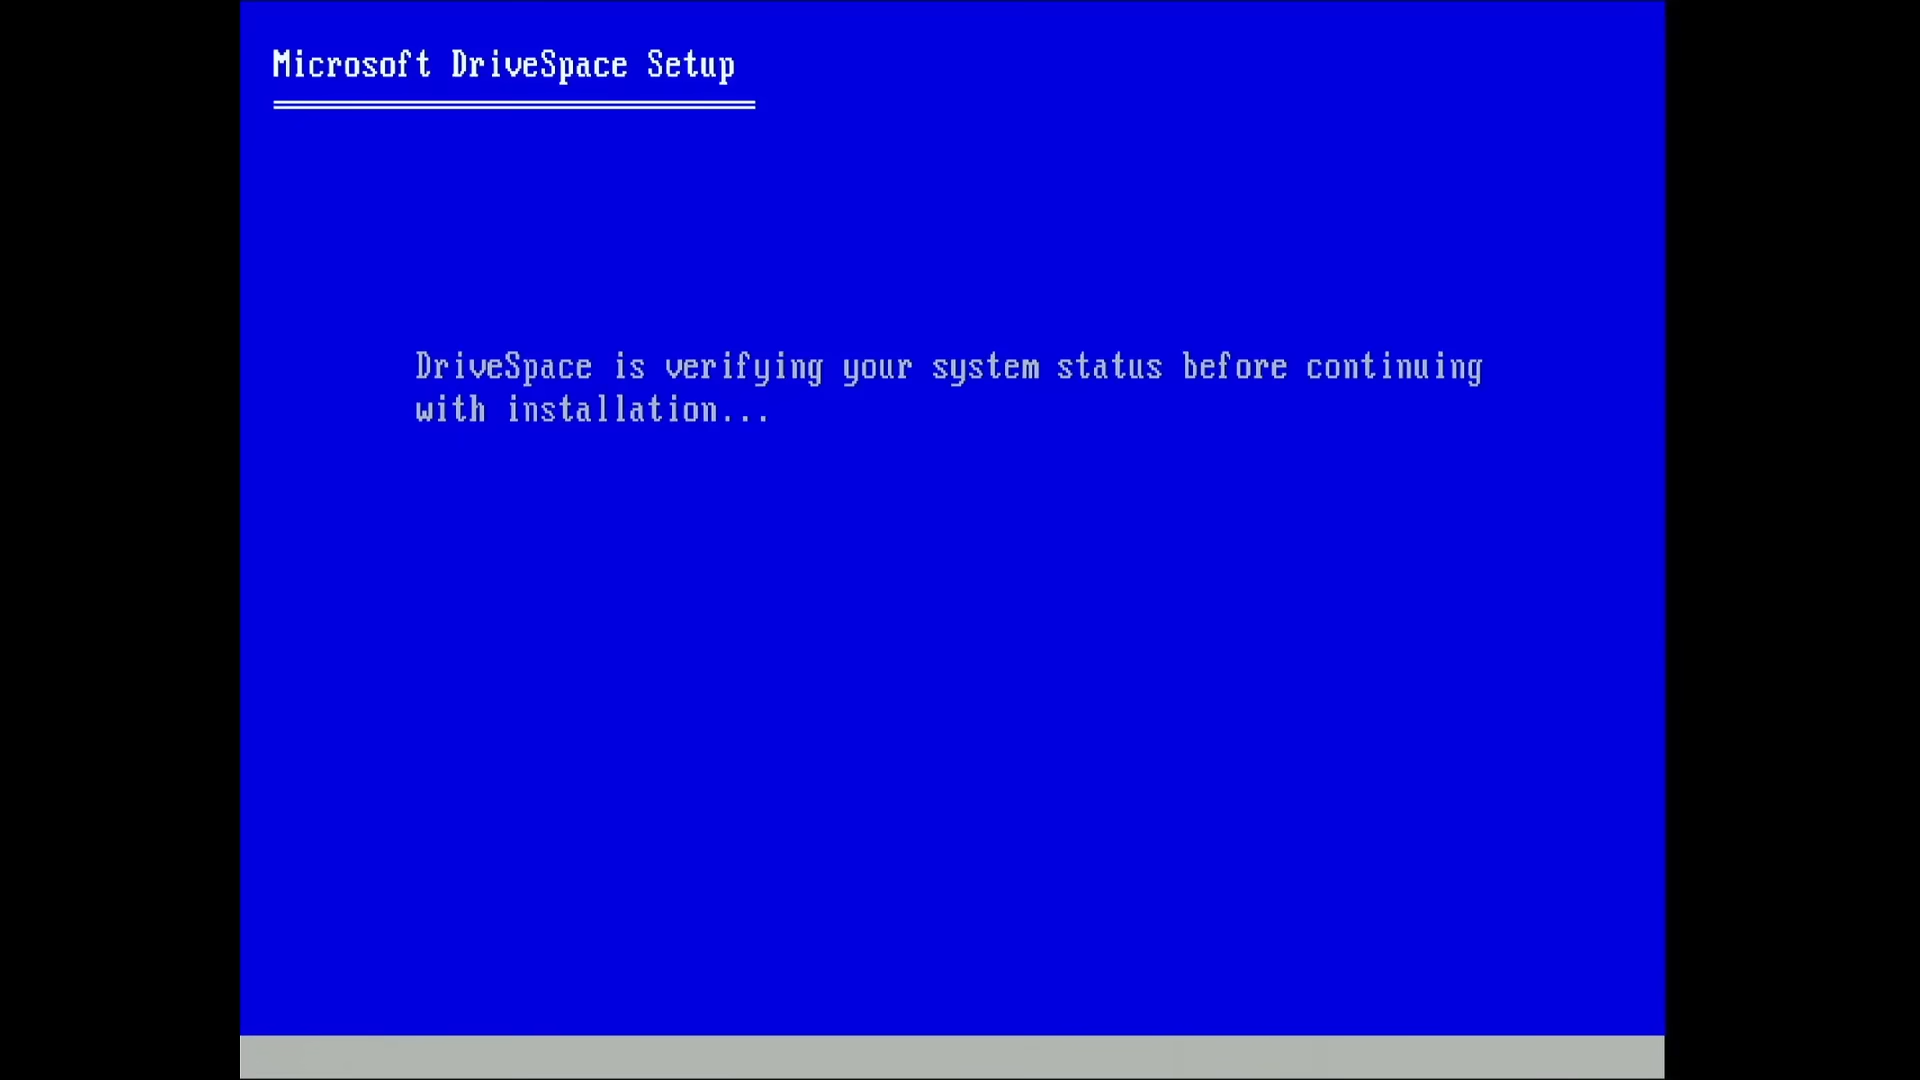 Microsoft DriveSpace Setup
DriveSpace is verifying your system status before continuing
with installation...